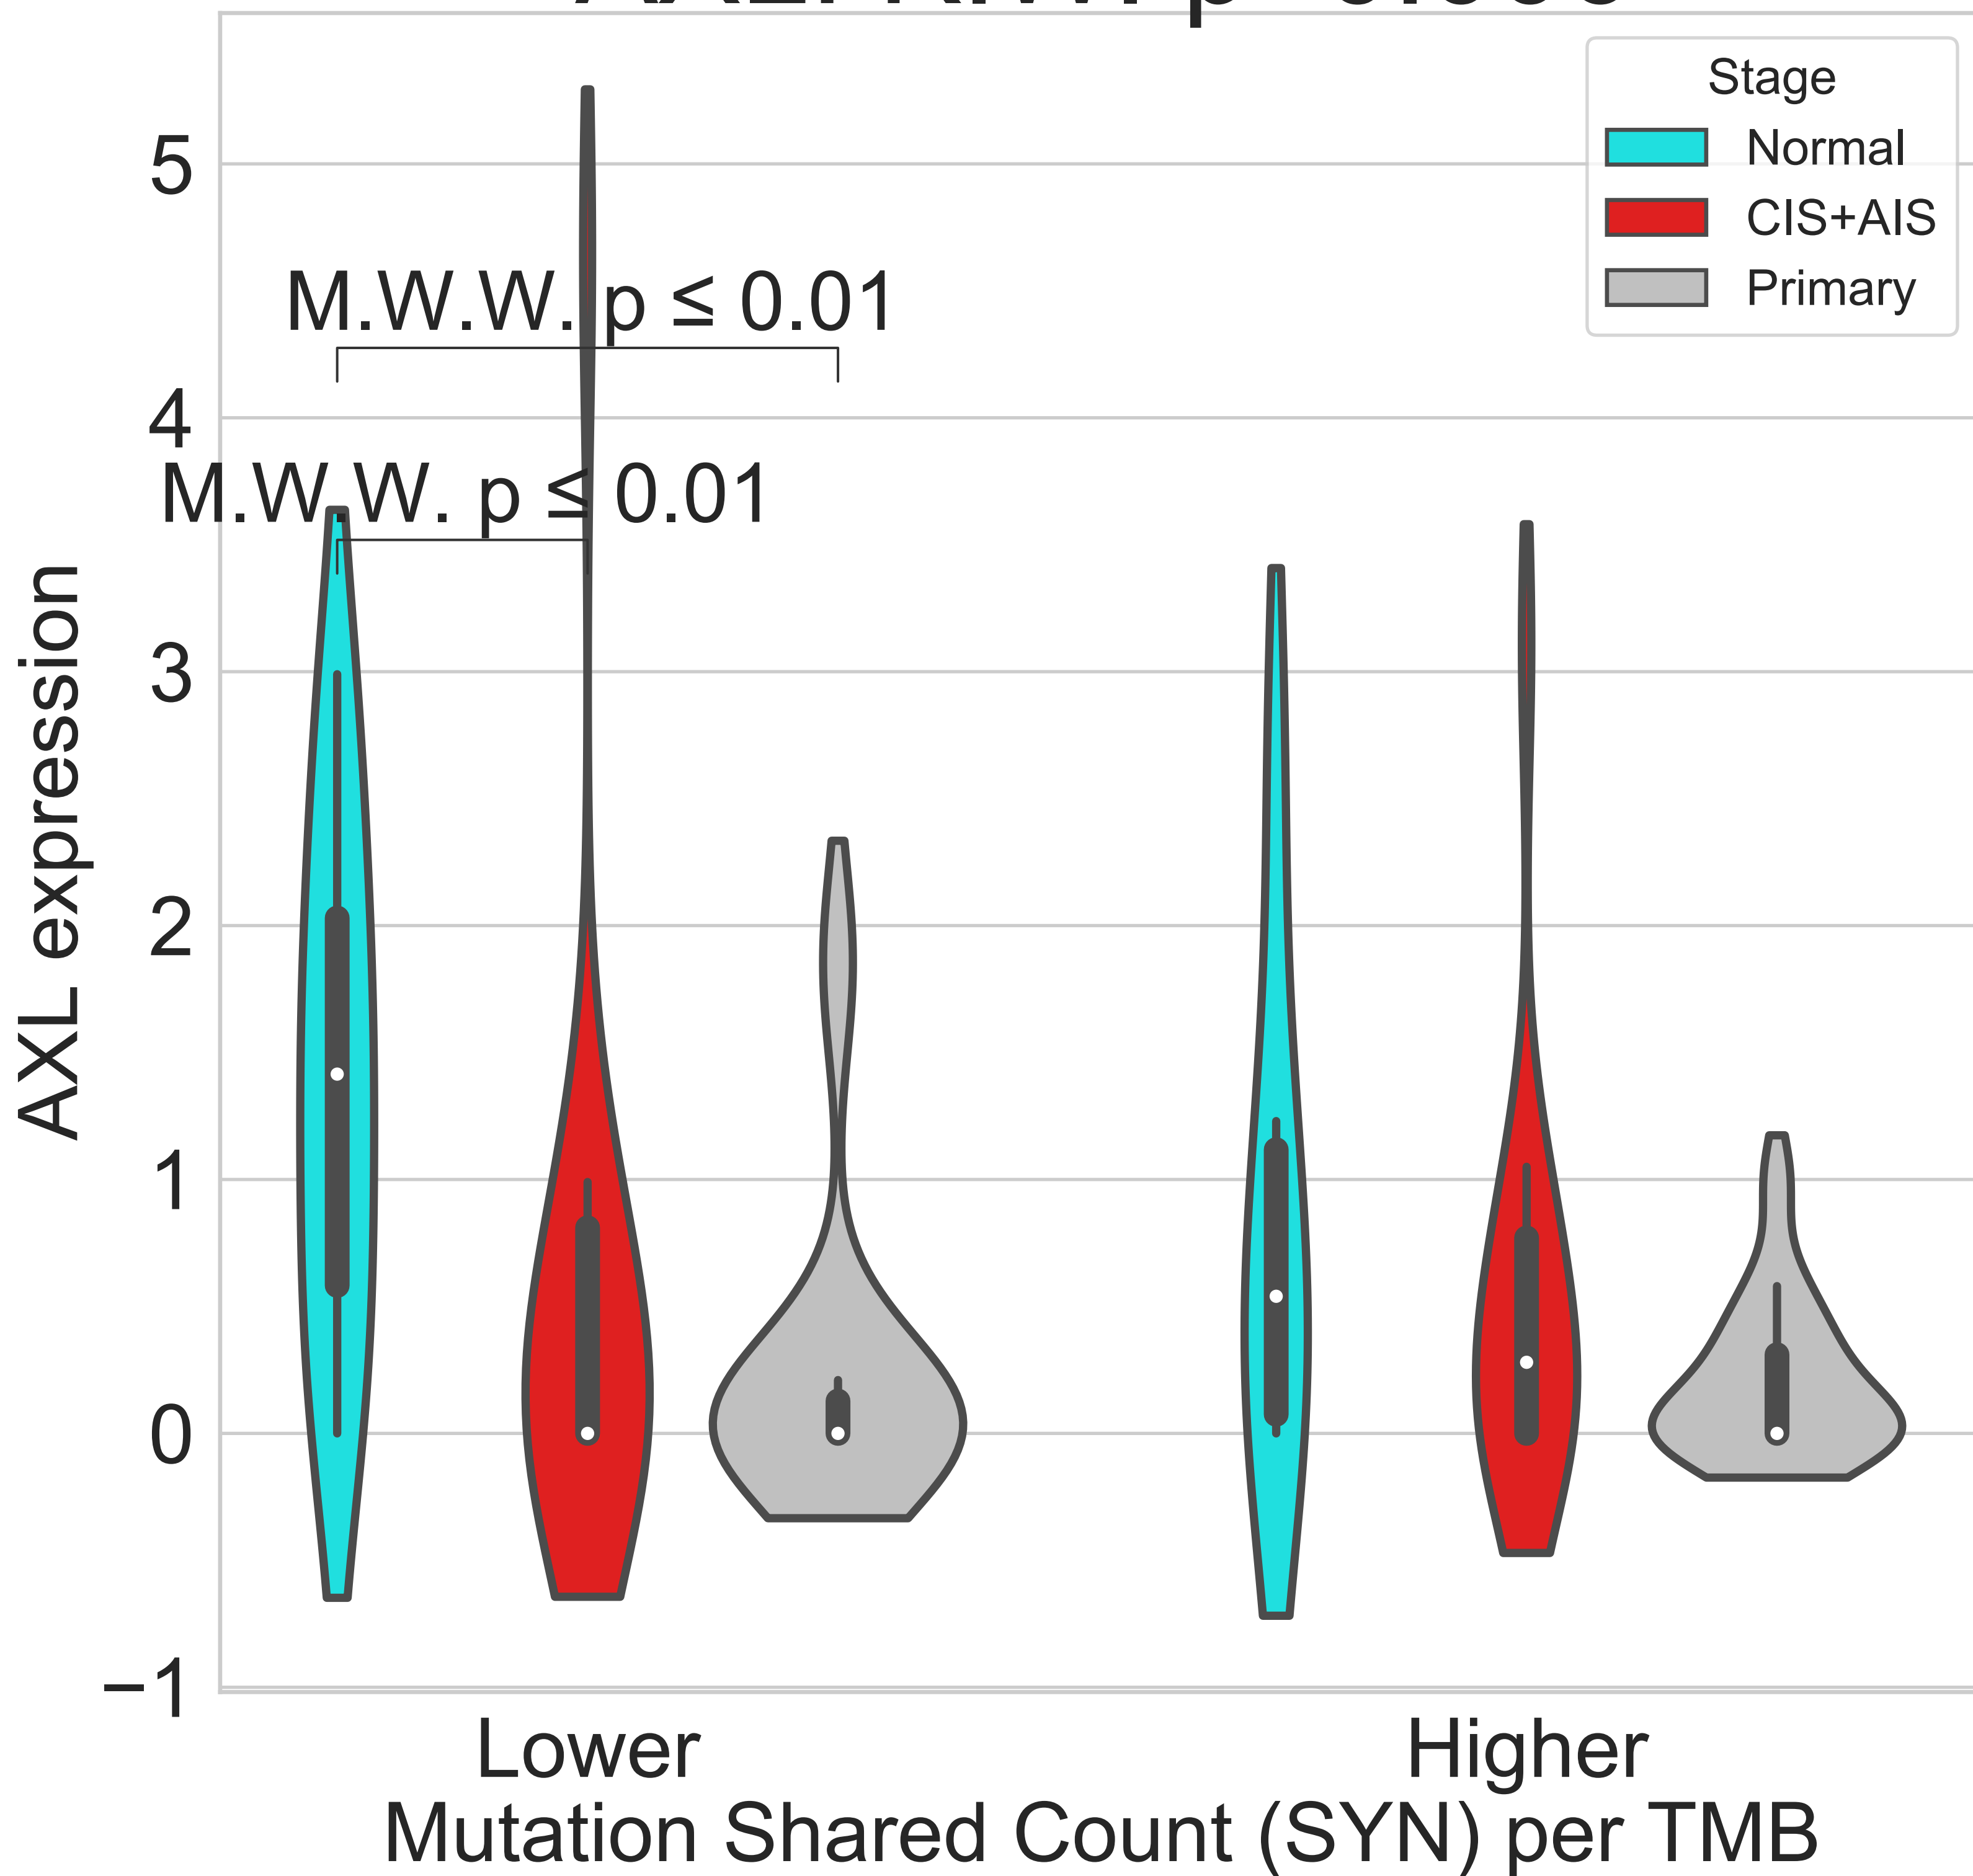 Stage
Normal
CIS+AIS
Primary
5
M.W.W. p ≤ 0.01
4
M.W.W. p ≤ 0.01
3
2
1
0
−1
AXL expression
Lower
Higher
Mutation Shared Count (SYN) per TMB